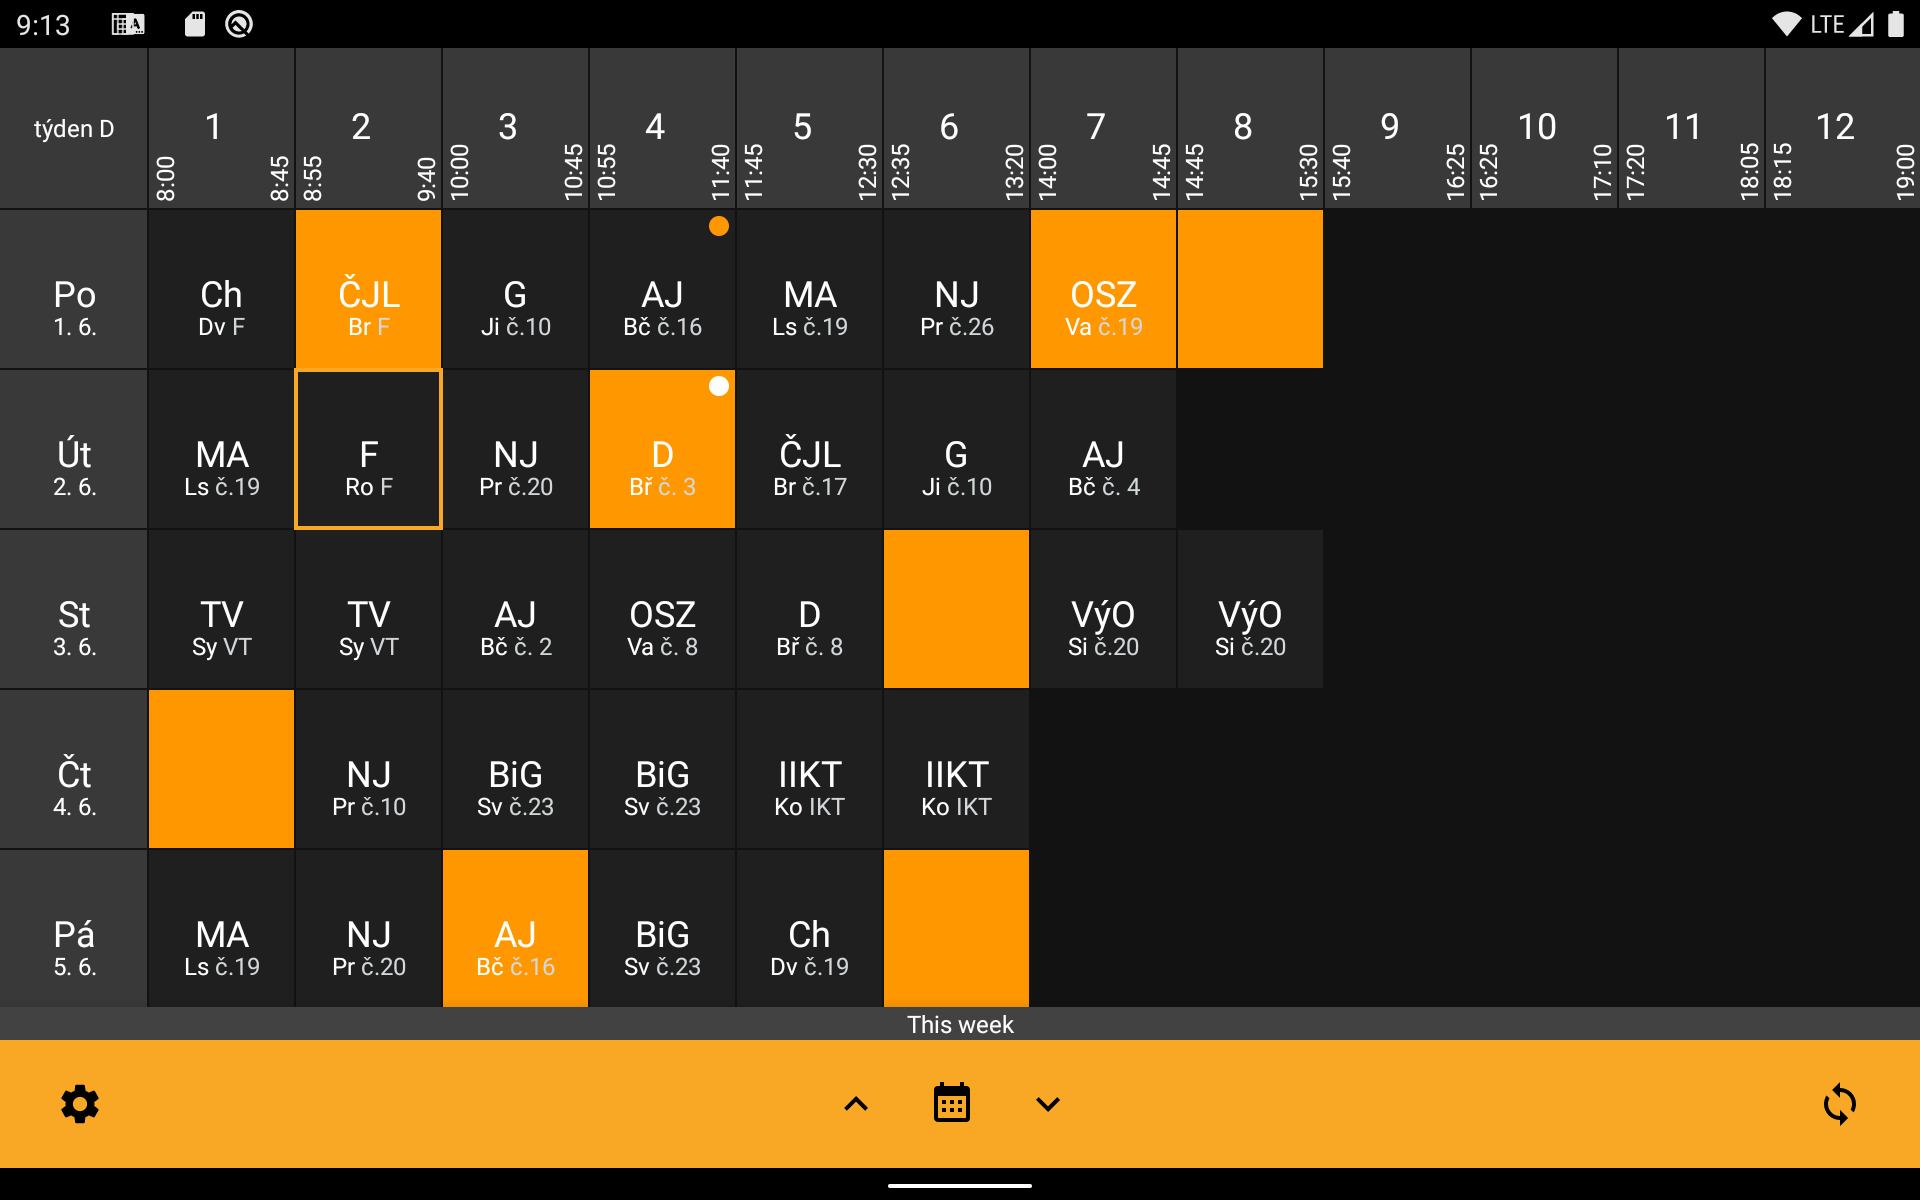 9:13 LTE
týden D 1 2 3 4 5 6 7 8 9 10 11 12
8:00 8:45 8:55 9:40 10:00 10:45 10:55 11:40 11:45 12:30 12:35 13:20 14:00 14:45 14:45 15:30 15:40 16:25 16:25 17:10 17:20 18:05 18:15 19:00
Po Ch ČJL G AJ MA NJ OSZ
1. 6. Dv F Br F Ji č.10 Bč č.16 Ls č.19 Pr č.26 Va č.19
Út MA F NJ D ČJL G AJ
2. 6. Ls č.19 Ro F Pr č.20 Bř č. 3 Br č.17 Ji č.10 Bč č. 4
St TV TV AJ OSZ D VýO VýO
3. 6. Sy VT Sy VT Bč č. 2 Va č. 8 Bř č. 8 Si č.20 Si č.20
Čt NJ BiG BiG IIKT IIKT
4. 6. Pr č.10 Sv č.23 Sv č.23 Ko IKT Ko IKT
Pá MA NJ AJ BiG Ch
5. 6. Ls č.19 Pr č.20 Bč č.16 Sv č.23 Dv č.19
This week